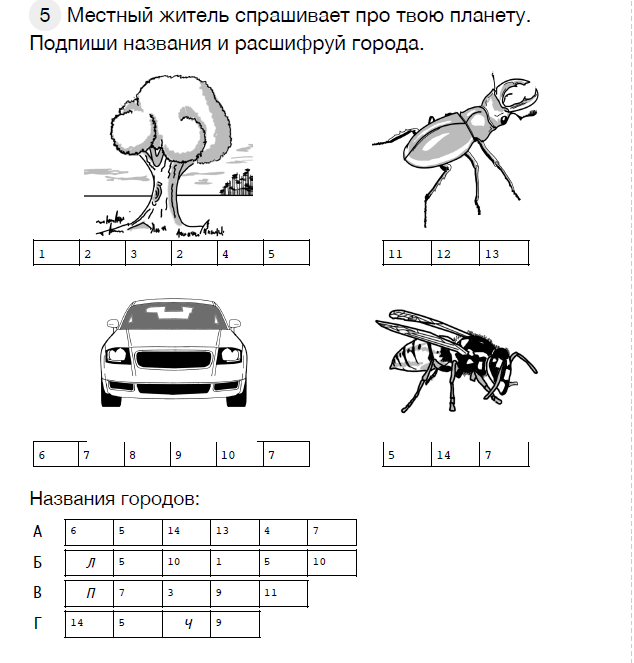 5 Местный житель спрашивает про твою планету.
Подпиши названия и расшифруй города.
1 2 3 2 4 5
11 12 13
6 7 8 9 10 7
5 14 7
Названия городов:
А 6 5 14 13 4 7
Б Л 5 10 1 5 10
В П 7 3 9 11
Г 14 5 Ч 9